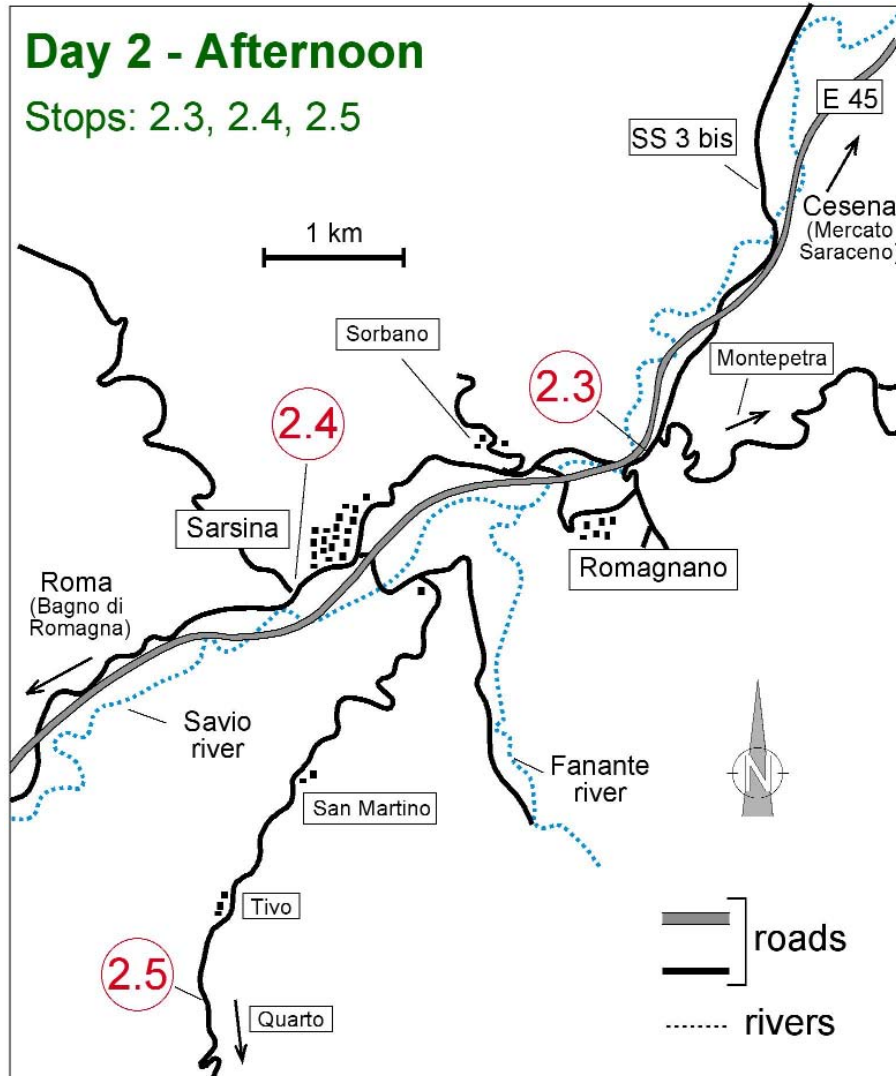 Day 2 - Afternoon
Stops: 2.3, 2.4, 2.5
E 45
SS 3 bis
Cesena
(Mercato
Saraceno)
1 km
Sorbano
Montepetra
2.3
2.4
Sarsina
Romagnano
Roma
(Bagno di
Romagna)
Savio
river
Fanante
river
N
San Martino
Tivo
2.5
Quarto
roads
rivers